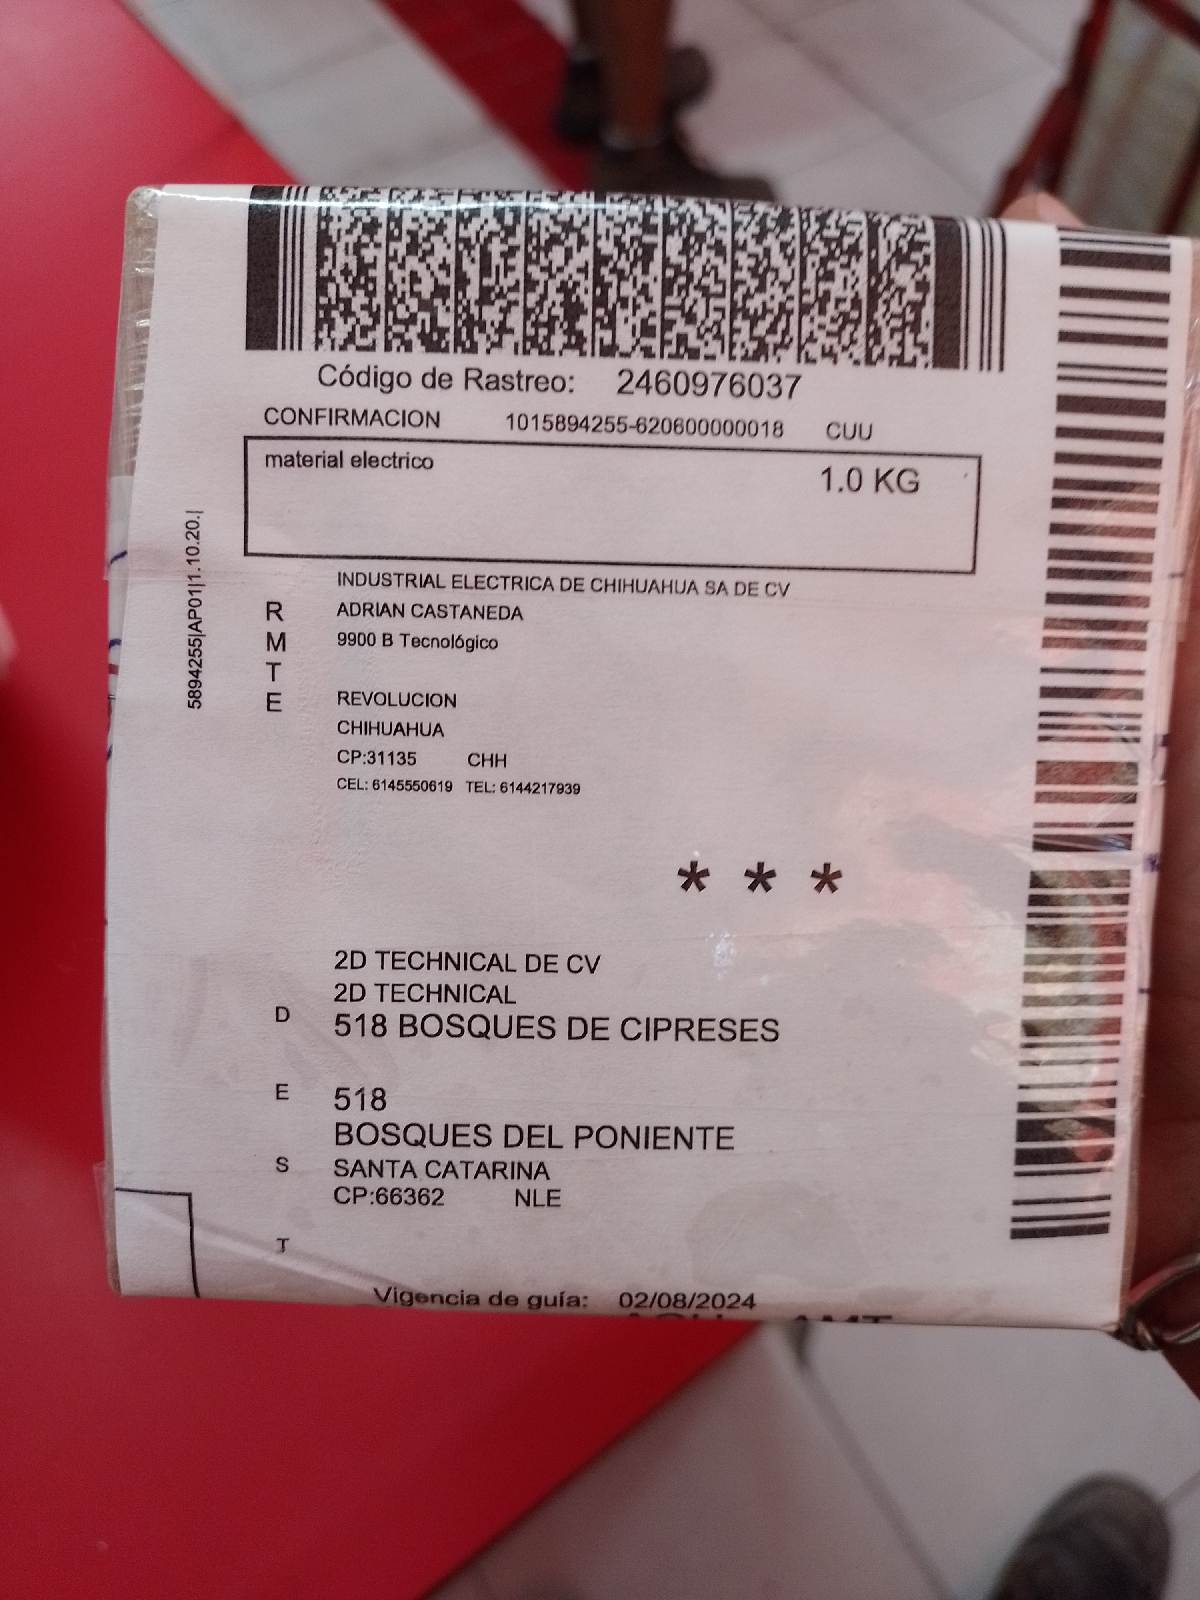 Código de Rastreo: 2460976037
CONFIRMACION 1015894255-620600000018 CUU
material electrico 1.0 KG
5894255|AP01|1.10.20.|
INDUSTRIAL ELECTRICA DE CHIHUAHUA SA DE CV
R ADRIAN CASTANEDA
M 9900 B Tecnológico
T
E REVOLUCION
CHIHUAHUA
CP:31135 CHH
CEL: 6145550619 TEL: 6144217939
* * *
2D TECHNICAL DE CV
2D TECHNICAL
D 518 BOSQUES DE CIPRESES
E 518
BOSQUES DEL PONIENTE
S SANTA CATARINA
CP:66362 NLE
T
Vigencia de guía: 02/08/2024